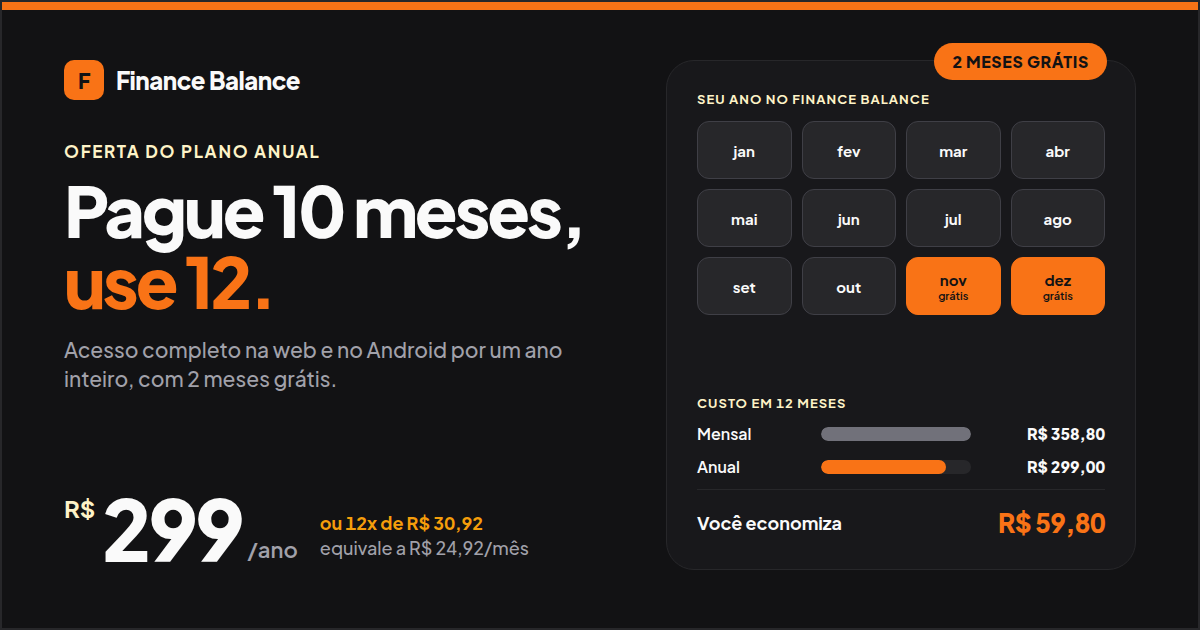 F Finance Balance
OFERTA DO PLANO ANUAL
Pague 10 meses,
use 12.
Acesso completo na web e no Android por um ano
inteiro, com 2 meses grátis.
R$ 299 /ano
ou 12x de R$ 30,92
equivale a R$ 24,92/mês
2 MESES GRÁTIS
SEU ANO NO FINANCE BALANCE
jan fev mar abr
mai jun jul ago
set out nov dez
grátis grátis
CUSTO EM 12 MESES
Mensal R$ 358,80
Anual R$ 299,00
Você economiza R$ 59,80